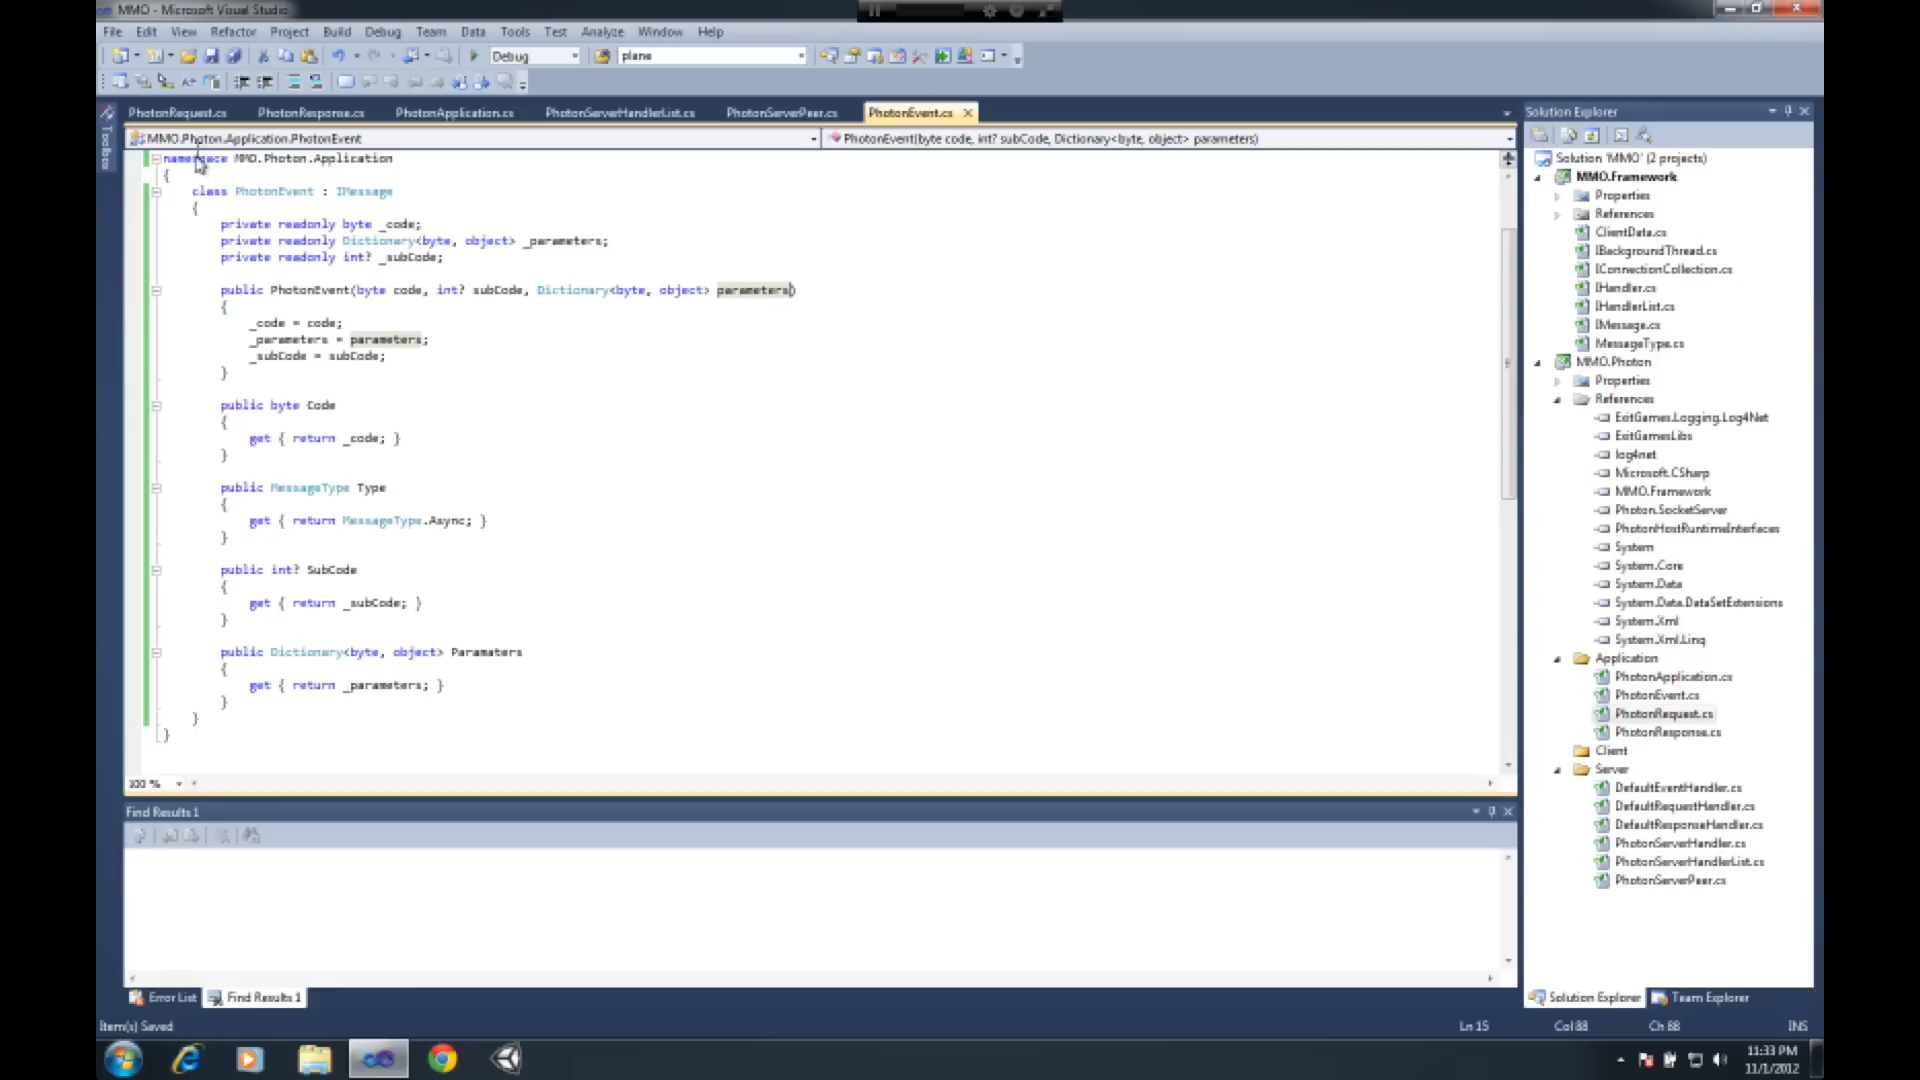 MMO - Microsoft Visual Studio
File Edit View Refactor Project Build Debug Team Data Tools Test Analyze Window Help
Debug plane
PhotonRequest.cs PhotonResponse.cs PhotonApplication.cs PhotonServerHandlerList.cs PhotonServerPeer.cs PhotonEvent.cs
MMO.Photon.Application.PhotonEvent PhotonEvent(byte code, int? subCode, Dictionary<byte, object> parameters)
Toolbox
namespace MMO.Photon.Application
{
class PhotonEvent : IMessage
{
private readonly byte _code;
private readonly Dictionary<byte, object> _parameters;
private readonly int? _subCode;
public PhotonEvent(byte code, int? subCode, Dictionary<byte, object> parameters)
{
_code = code;
_parameters = parameters;
_subCode = subCode;
}
public byte Code
{
get { return _code; }
}
public MessageType Type
{
get { return MessageType.Async; }
}
public int? SubCode
{
get { return _subCode; }
}
public Dictionary<byte, object> Paramaters
{
get { return _parameters; }
}
}
}
100 %
Find Results 1
Error List Find Results 1
Item(s) Saved
Solution Explorer
Solution 'MMO' (2 projects)
MMO.Framework
Properties
References
ClientData.cs
IBackgroundThread.cs
IConnectionCollection.cs
IHandler.cs
IHandlerList.cs
IMessage.cs
MessageType.cs
MMO.Photon
Properties
References
ExitGames.Logging.Log4Net
ExitGamesLibs
log4net
Microsoft.CSharp
MMO.Framework
Photon.SocketServer
PhotonHostRuntimeInterfaces
System
System.Core
System.Data
System.Data.DataSetExtensions
System.Xml
System.Xml.Linq
Application
PhotonApplication.cs
PhotonEvent.cs
PhotonRequest.cs
PhotonResponse.cs
Client
Server
DefaultEventHandler.cs
DefaultRequestHandler.cs
DefaultResponseHandler.cs
PhotonServerHandler.cs
PhotonServerHandlerList.cs
PhotonServerPeer.cs
Solution Explorer Team Explorer
Ln 15 Col 88 Ch 88 INS
11:33 PM
11/1/2012